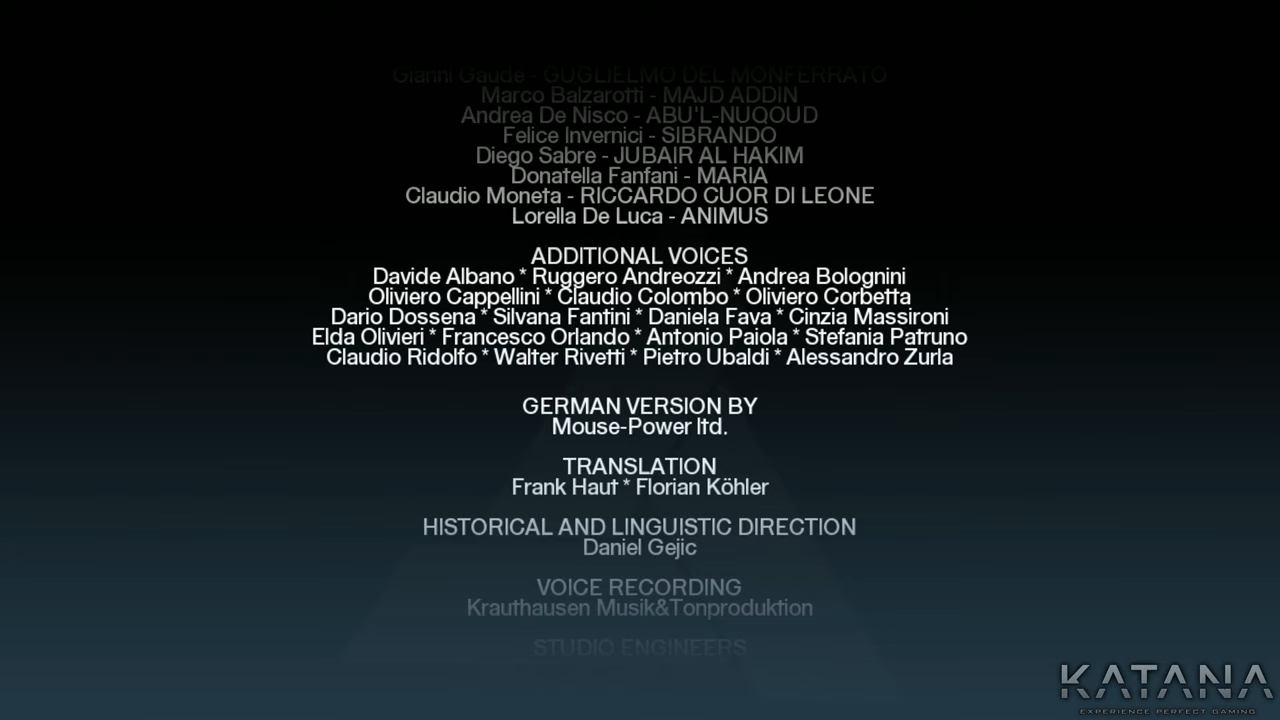 Gianni Gaude - GUGLIELMO DEL MONFERRATO
Marco Balzarotti - MAJD ADDIN
Andrea De Nisco - ABU'L-NUQOUD
Felice Invernici - SIBRANDO
Diego Sabre - JUBAIR AL HAKIM
Donatella Fanfani - MARIA
Claudio Moneta - RICCARDO CUOR DI LEONE
Lorella De Luca - ANIMUS
ADDITIONAL VOICES
Davide Albano * Ruggero Andreozzi * Andrea Bolognini
Oliviero Cappellini * Claudio Colombo * Oliviero Corbetta
Dario Dossena * Silvana Fantini * Daniela Fava * Cinzia Massironi
Elda Olivieri * Francesco Orlando * Antonio Paiola * Stefania Patruno
Claudio Ridolfo * Walter Rivetti * Pietro Ubaldi * Alessandro Zurla
GERMAN VERSION BY
Mouse-Power ltd.
TRANSLATION
Frank Haut * Florian Köhler
HISTORICAL AND LINGUISTIC DIRECTION
Daniel Gejic
VOICE RECORDING
Krauthausen Musik&Tonproduktion
STUDIO ENGINEERS
KATANA
EXPERIENCE PERFECT GAMING